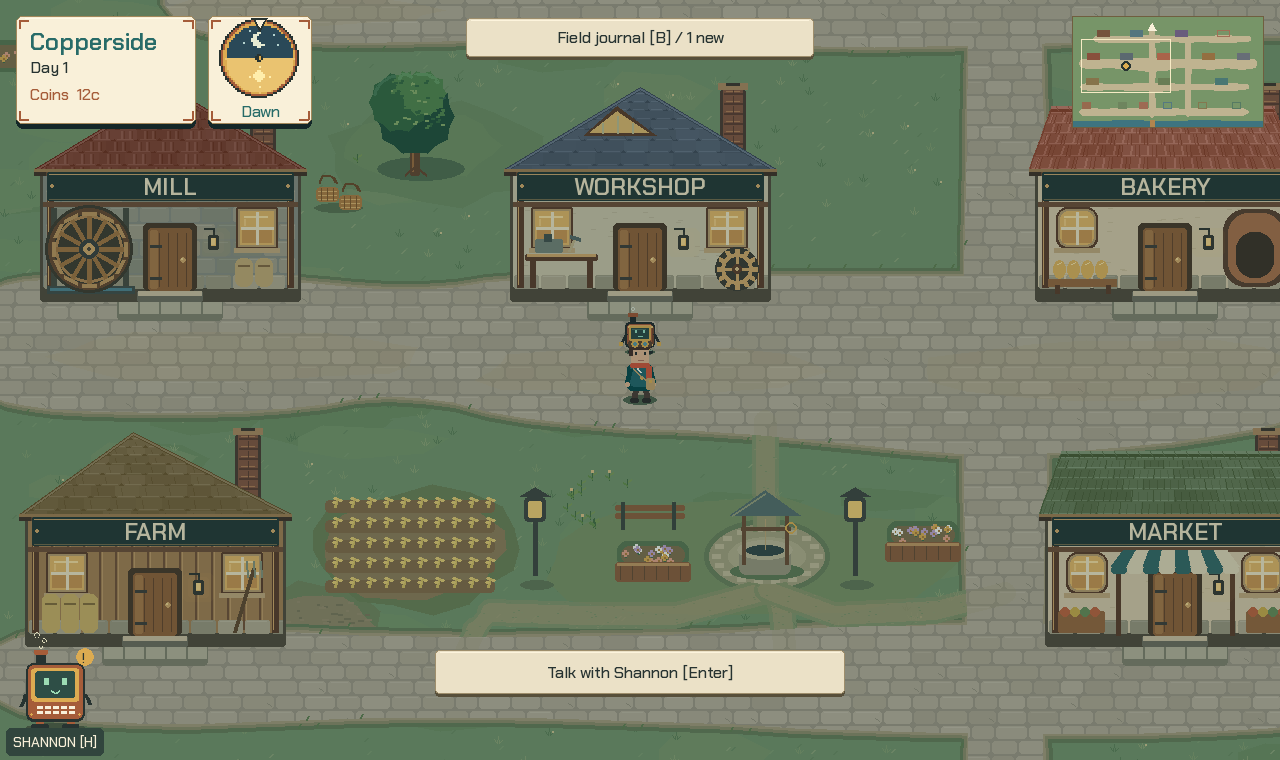 Copperside
Day 1
Coins 12c
Dawn
Field journal [B] / 1 new
MILL
WORKSHOP
BAKERY
FARM
MARKET
!
Talk with Shannon [Enter]
SHANNON [H]